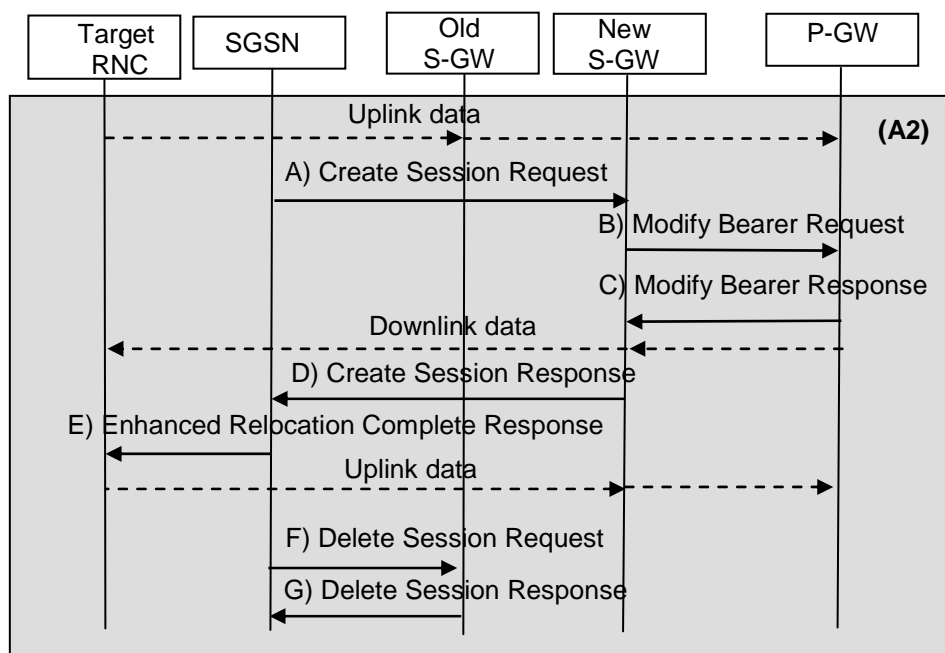 Target
RNC
SGSN
Old
S-GW
New
S-GW
P-GW
Uplink data
(A2)
A) Create Session Request
B) Modify Bearer Request
C) Modify Bearer Response
Downlink data
D) Create Session Response
E) Enhanced Relocation Complete Response
Uplink data
F) Delete Session Request
G) Delete Session Response